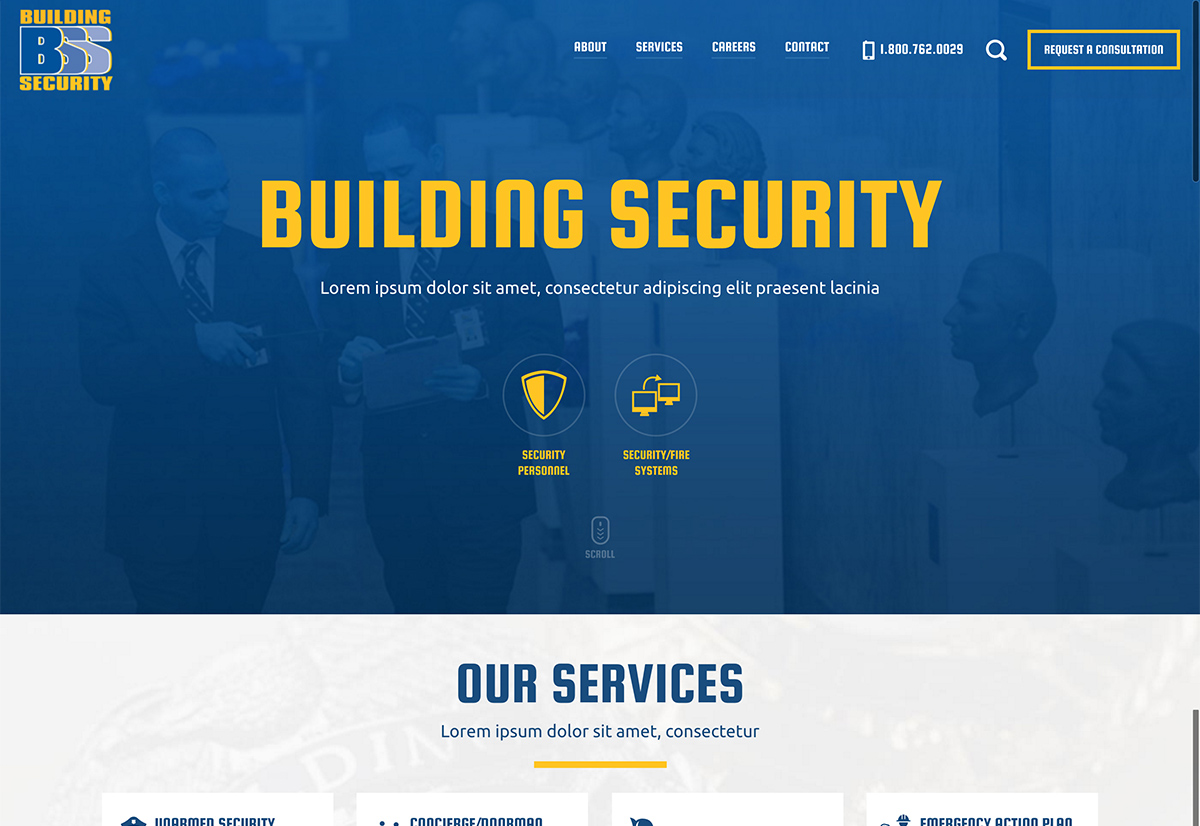 BUILDING
BSS
SECURITY
ABOUT
SERVICES
CAREERS
CONTACT
1.800.762.0029
REQUEST A CONSULTATION
BUILDING SECURITY
Lorem ipsum dolor sit amet, consectetur adipiscing elit praesent lacinia
SECURITY
PERSONNEL
SECURITY/FIRE
SYSTEMS
SCROLL
OUR SERVICES
Lorem ipsum dolor sit amet, consectetur
UNARMED SECURITY
CONCIERGE/DOORMAN
EMERGENCY ACTION PLAN